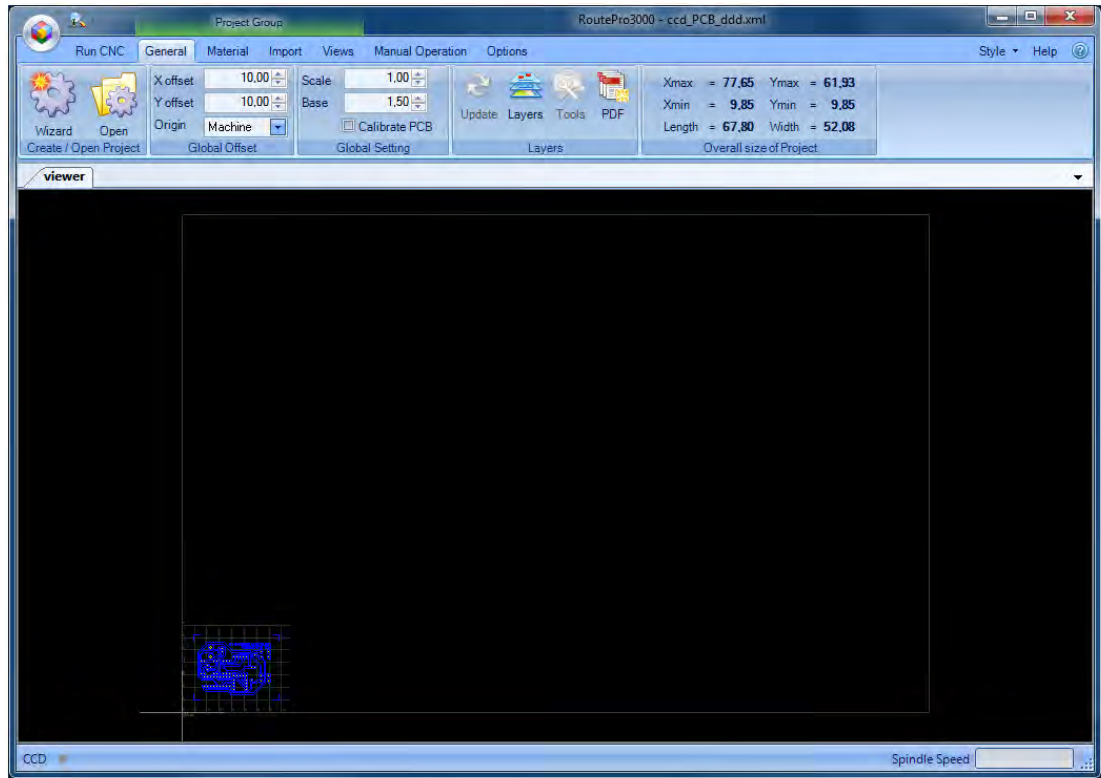 Project Group
RoutePro3000 - ccd_PCB_ddd.xml
Run CNC General Material Import Views Manual Operation Options Style Help
X offset 10,00 Scale 1,00 Xmax = 77,65 Ymax = 61,93
Y offset 10,00 Base 1,50 Xmin = 9,85 Ymin = 9,85
Wizard Open Origin Machine Calibrate PCB Update Layers Tools PDF Length = 67,80 Width = 52,08
Create / Open Project Global Offset Global Setting Layers Overall size of Project
viewer
CCD Spindle Speed